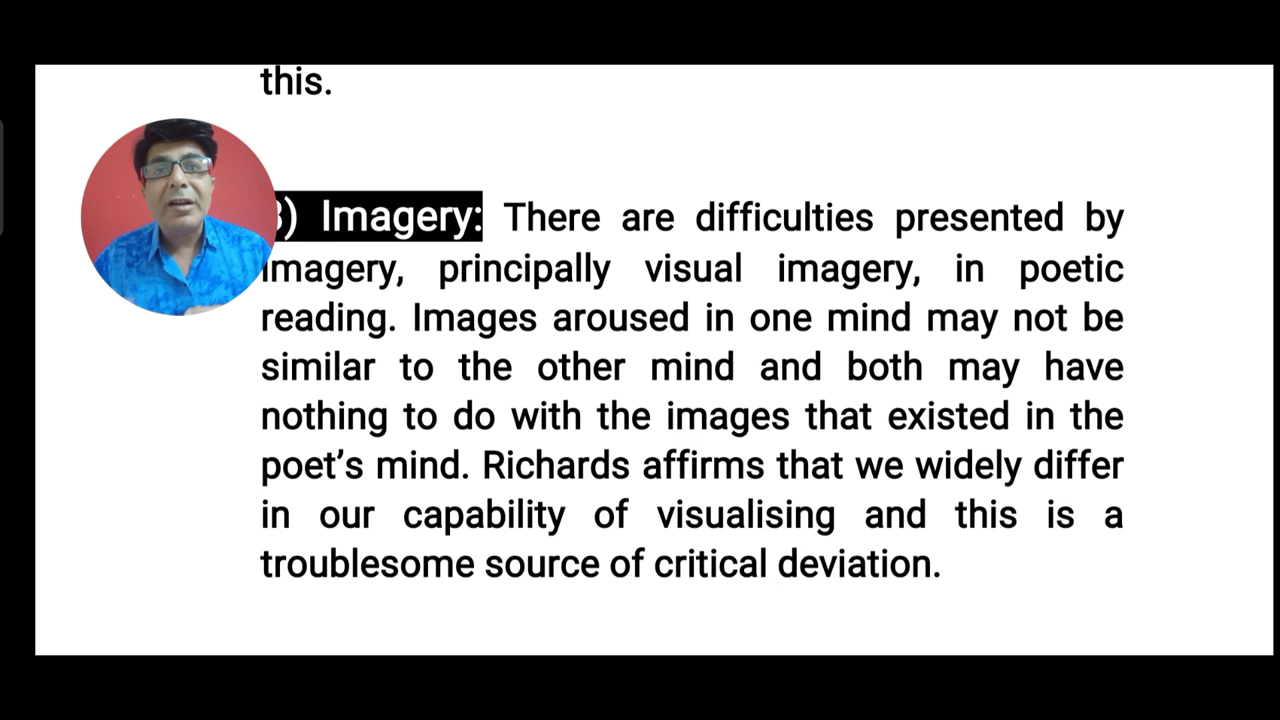 this.
3) Imagery: There are difficulties presented by
imagery, principally visual imagery, in poetic
reading. Images aroused in one mind may not be
similar to the other mind and both may have
nothing to do with the images that existed in the
poet’s mind. Richards affirms that we widely differ
in our capability of visualising and this is a
troublesome source of critical deviation.